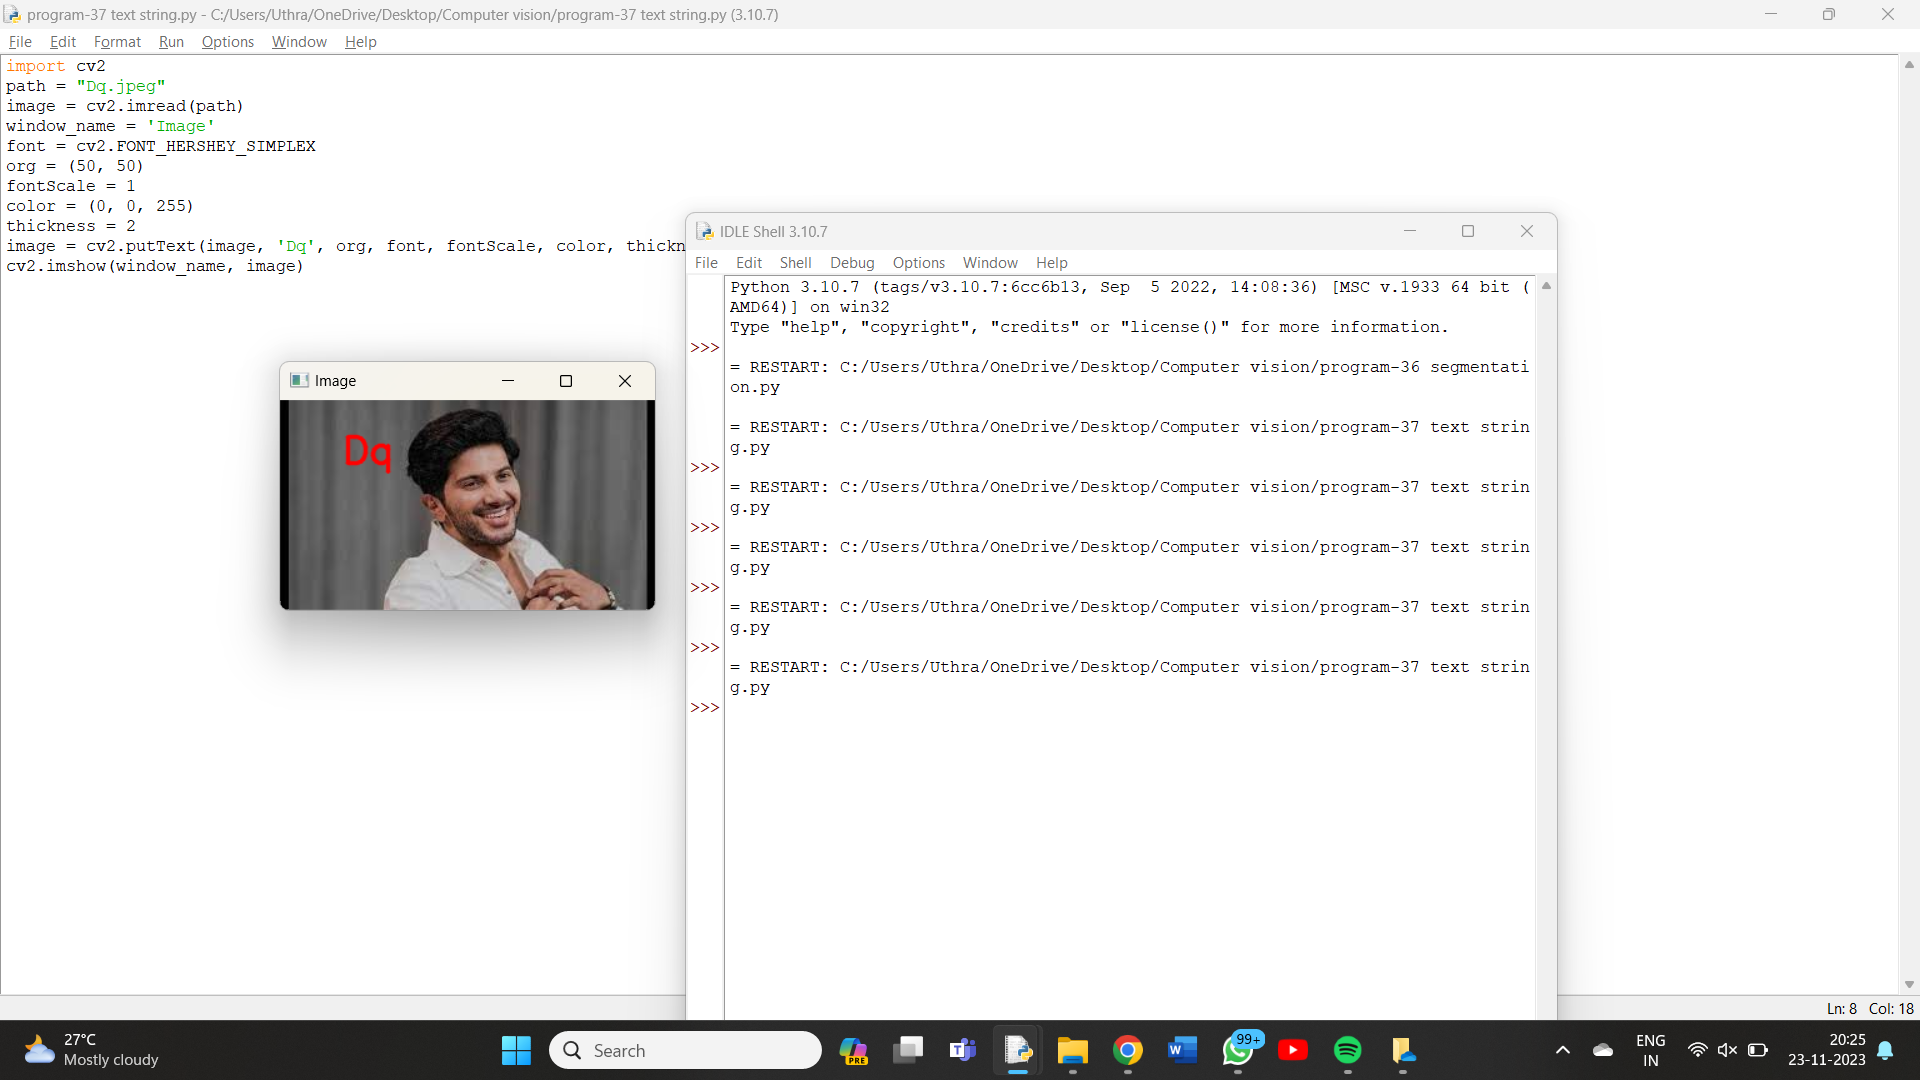 program-37 text string.py - C:/Users/Uthra/OneDrive/Desktop/Computer vision/program-37 text string.py (3.10.7)
File Edit Format Run Options Window Help
import cv2
path = "Dq.jpeg"
image = cv2.imread(path)
window_name = 'Image'
font = cv2.FONT_HERSHEY_SIMPLEX
org = (50, 50)
fontScale = 1
color = (0, 0, 255)
thickness = 2
image = cv2.putText(image, 'Dq', org, font, fontScale, color, thickn
cv2.imshow(window_name, image)
Image
Dq
IDLE Shell 3.10.7
File Edit Shell Debug Options Window Help
Python 3.10.7 (tags/v3.10.7:6cc6b13, Sep  5 2022, 14:08:36) [MSC v.1933 64 bit (
AMD64)] on win32
Type "help", "copyright", "credits" or "license()" for more information.
>>>
= RESTART: C:/Users/Uthra/OneDrive/Desktop/Computer vision/program-36 segmentati
on.py
= RESTART: C:/Users/Uthra/OneDrive/Desktop/Computer vision/program-37 text strin
g.py
>>>
= RESTART: C:/Users/Uthra/OneDrive/Desktop/Computer vision/program-37 text strin
g.py
>>>
= RESTART: C:/Users/Uthra/OneDrive/Desktop/Computer vision/program-37 text strin
g.py
>>>
= RESTART: C:/Users/Uthra/OneDrive/Desktop/Computer vision/program-37 text strin
g.py
>>>
= RESTART: C:/Users/Uthra/OneDrive/Desktop/Computer vision/program-37 text strin
g.py
>>>
Ln: 8 Col: 18
27°C
Mostly cloudy
Search
PRE
99+
ENG
IN
20:25
23-11-2023